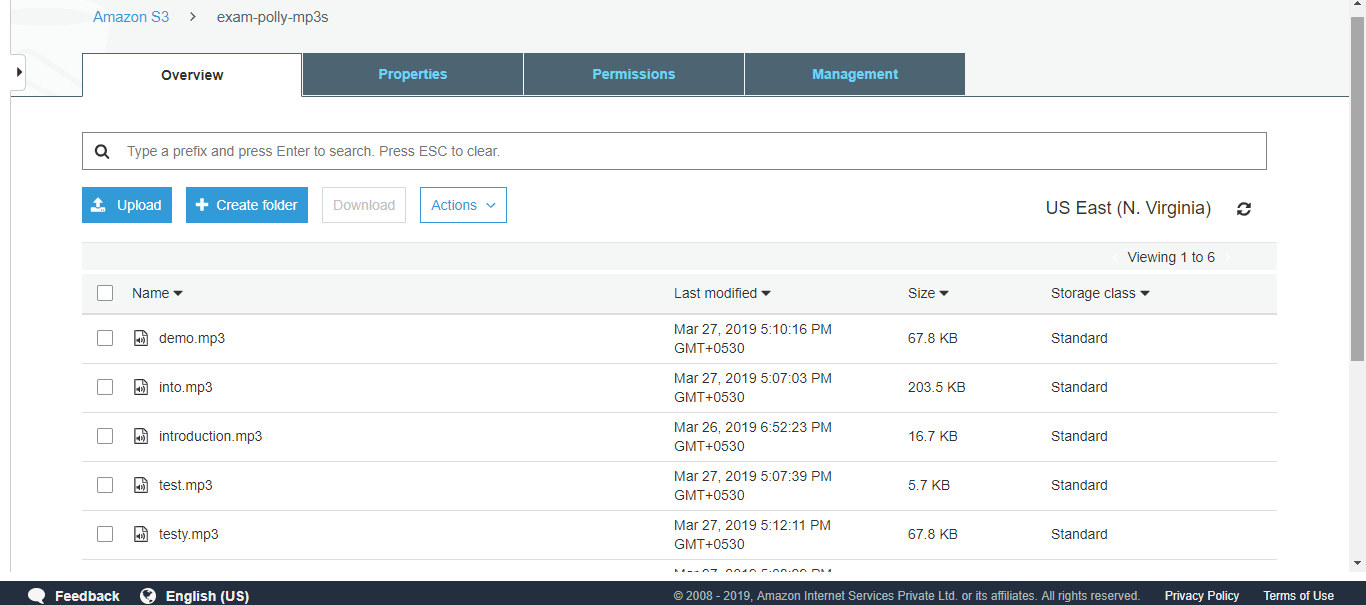 Amazon S3 > exam-polly-mp3s
Overview Properties Permissions Management
Type a prefix and press Enter to search. Press ESC to clear.
Upload + Create folder Download Actions US East (N. Virginia)
Viewing 1 to 6
Name Last modified Size Storage class
demo.mp3 Mar 27, 2019 5:10:16 PM 67.8 KB Standard
GMT+0530
into.mp3 Mar 27, 2019 5:07:03 PM 203.5 KB Standard
GMT+0530
introduction.mp3 Mar 26, 2019 6:52:23 PM 16.7 KB Standard
GMT+0530
test.mp3 Mar 27, 2019 5:07:39 PM 5.7 KB Standard
GMT+0530
testy.mp3 Mar 27, 2019 5:12:11 PM 67.8 KB Standard
GMT+0530
Feedback English (US) © 2008 - 2019, Amazon Internet Services Private Ltd. or its affiliates. All rights reserved. Privacy Policy Terms of Use